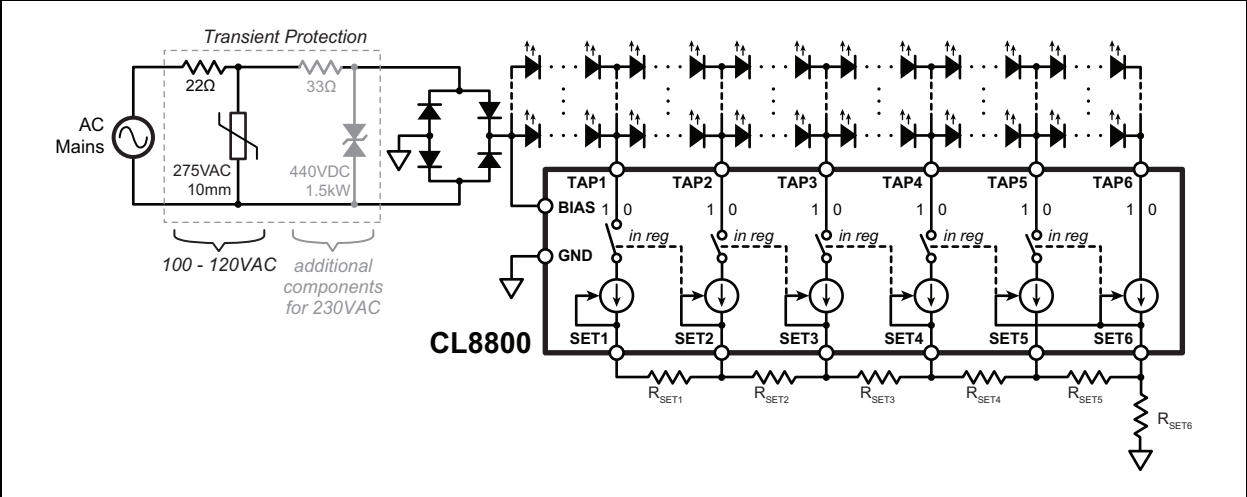 Transient Protection
22Ω
33Ω
AC
Mains
275VAC
10mm
440VDC
1.5kW
100 - 120VAC
additional
components
for 230VAC
TAP1 TAP2 TAP3 TAP4 TAP5 TAP6
BIAS
1 0 1 0 1 0 1 0 1 0 1 0
in reg in reg in reg in reg in reg
GND
SET1 SET2 SET3 SET4 SET5 SET6
CL8800
RSET1 RSET2 RSET3 RSET4 RSET5
RSET6